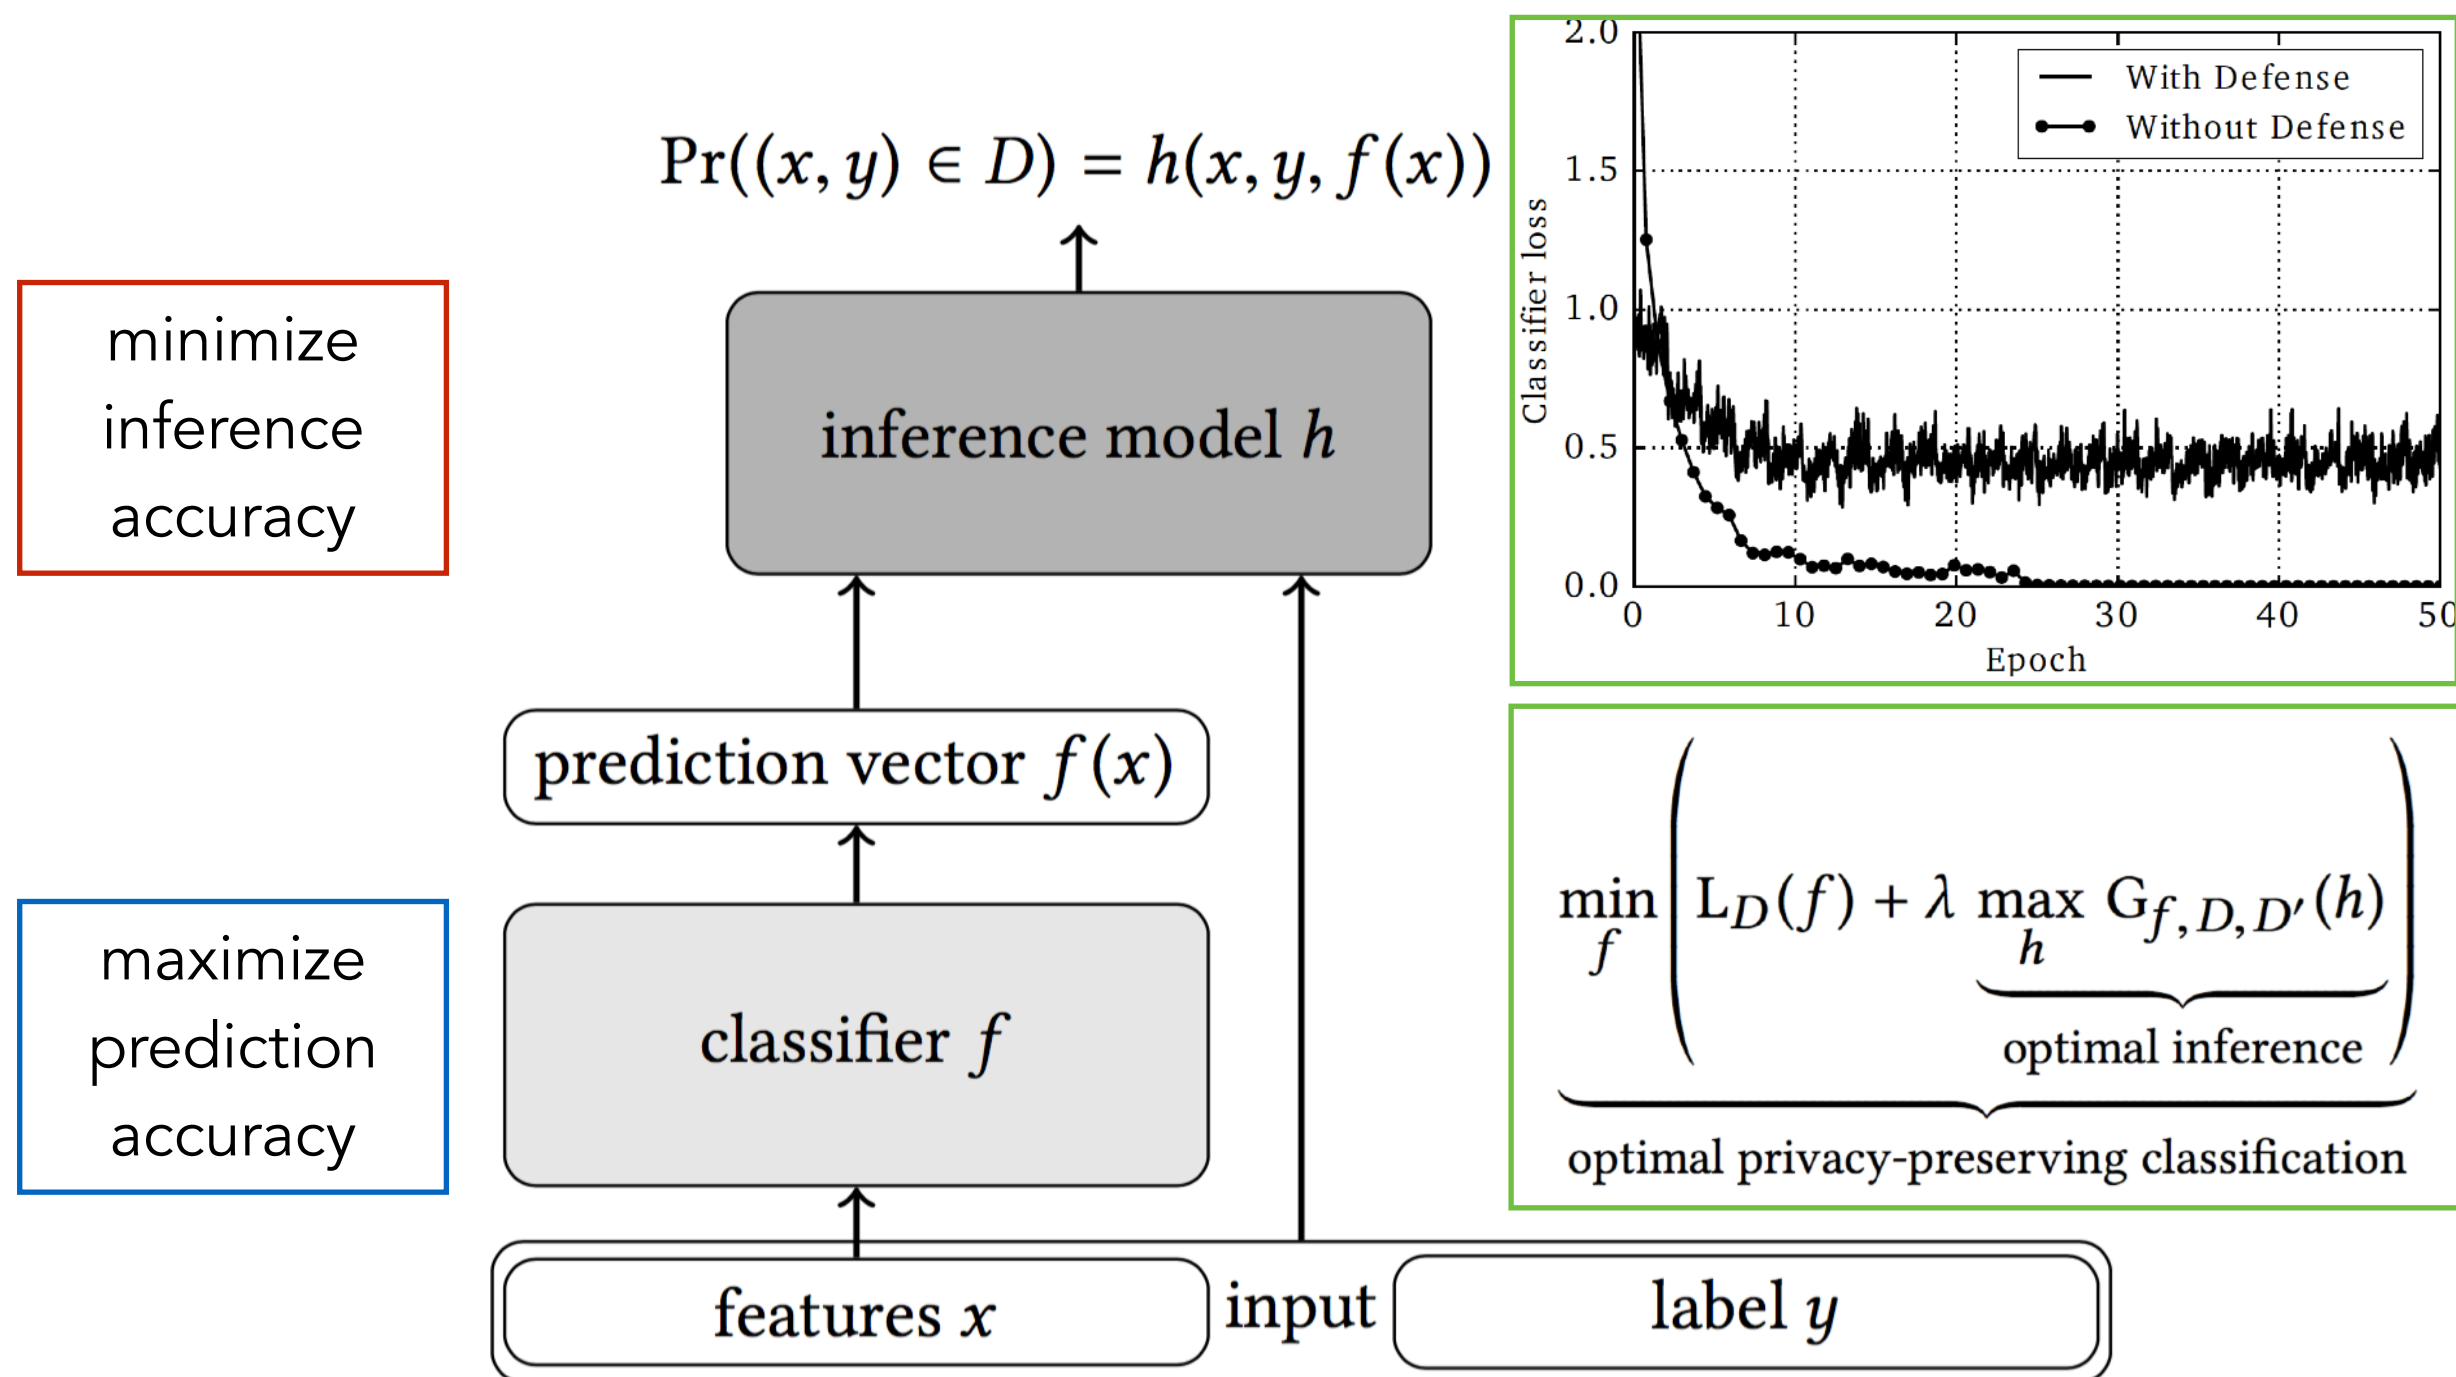 Pr((x, y) ∈ D) = h(x, y, f(x))
minimize
inference
accuracy
inference model h
prediction vector f(x)
maximize
prediction
accuracy
classifier f
features x
input
label y
2.0
1.5
1.0
0.5
0.0
Classifier loss
With Defense
Without Defense
0 10 20 30 40 50
Epoch
min f ( L_D(f) + λ max h G_{f,D,D′}(h) )
optimal inference
optimal privacy-preserving classification